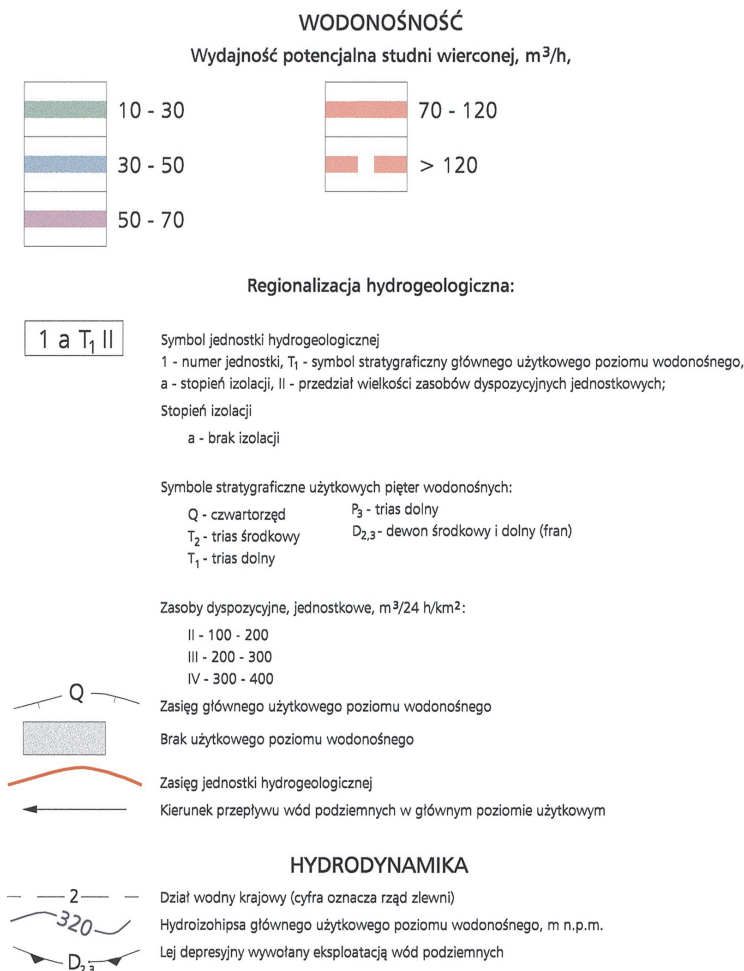 WODONOŚNOŚĆ
Wydajność potencjalna studni wierconej, m³/h,
10 - 30
30 - 50
50 - 70
70 - 120
> 120
Regionalizacja hydrogeologiczna:
1 a T₁ II
Symbol jednostki hydrogeologicznej
1 - numer jednostki, T₁ - symbol stratygraficzny głównego użytkowego poziomu wodonośnego,
a - stopień izolacji, II - przedział wielkości zasobów dyspozycyjnych jednostkowych;
Stopień izolacji
a - brak izolacji
Symbole stratygraficzne użytkowych pięter wodonośnych:
Q - czwartorzęd
T₂ - trias środkowy
T₁ - trias dolny
P₃ - trias dolny
D₂,₃ - dewon środkowy i dolny (fran)
Zasoby dyspozycyjne, jednostkowe, m³/24 h/km²:
II - 100 - 200
III - 200 - 300
IV - 300 - 400
Q
Zasięg głównego użytkowego poziomu wodonośnego
Brak użytkowego poziomu wodonośnego
Zasięg jednostki hydrogeologicznej
Kierunek przepływu wód podziemnych w głównym poziomie użytkowym
HYDRODYNAMIKA
2
Dział wodny krajowy (cyfra oznacza rząd zlewni)
320
Hydroizohipsa głównego użytkowego poziomu wodonośnego, m n.p.m.
D₂,₃
Lej depresyjny wywołany eksploatacją wód podziemnych